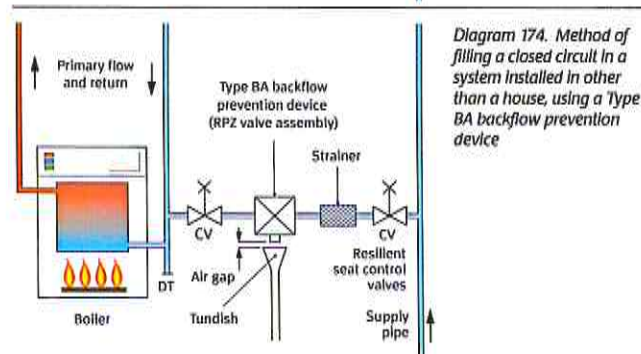 Primary flow
and return
Type BA backflow
prevention device
(RPZ valve assembly)
Strainer
CV
CV
Resilient
seat control
valves
Air gap
DT
Boiler
Tundish
Supply
pipe
Diagram 174. Method of
filling a closed circuit in a
system installed in other
than a house, using a Type
BA backflow prevention
device